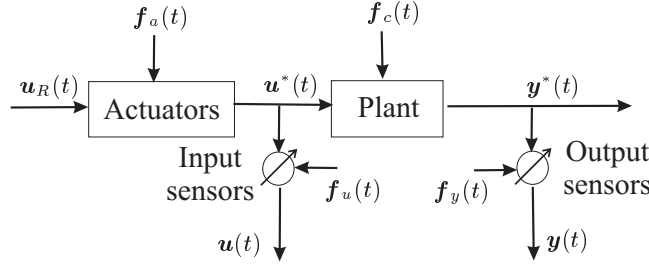 f_a(t)
f_c(t)
u_R(t)
Actuators
u*(t)
Plant
y*(t)
Input
sensors
f_u(t)
f_y(t)
Output
sensors
u(t)
y(t)